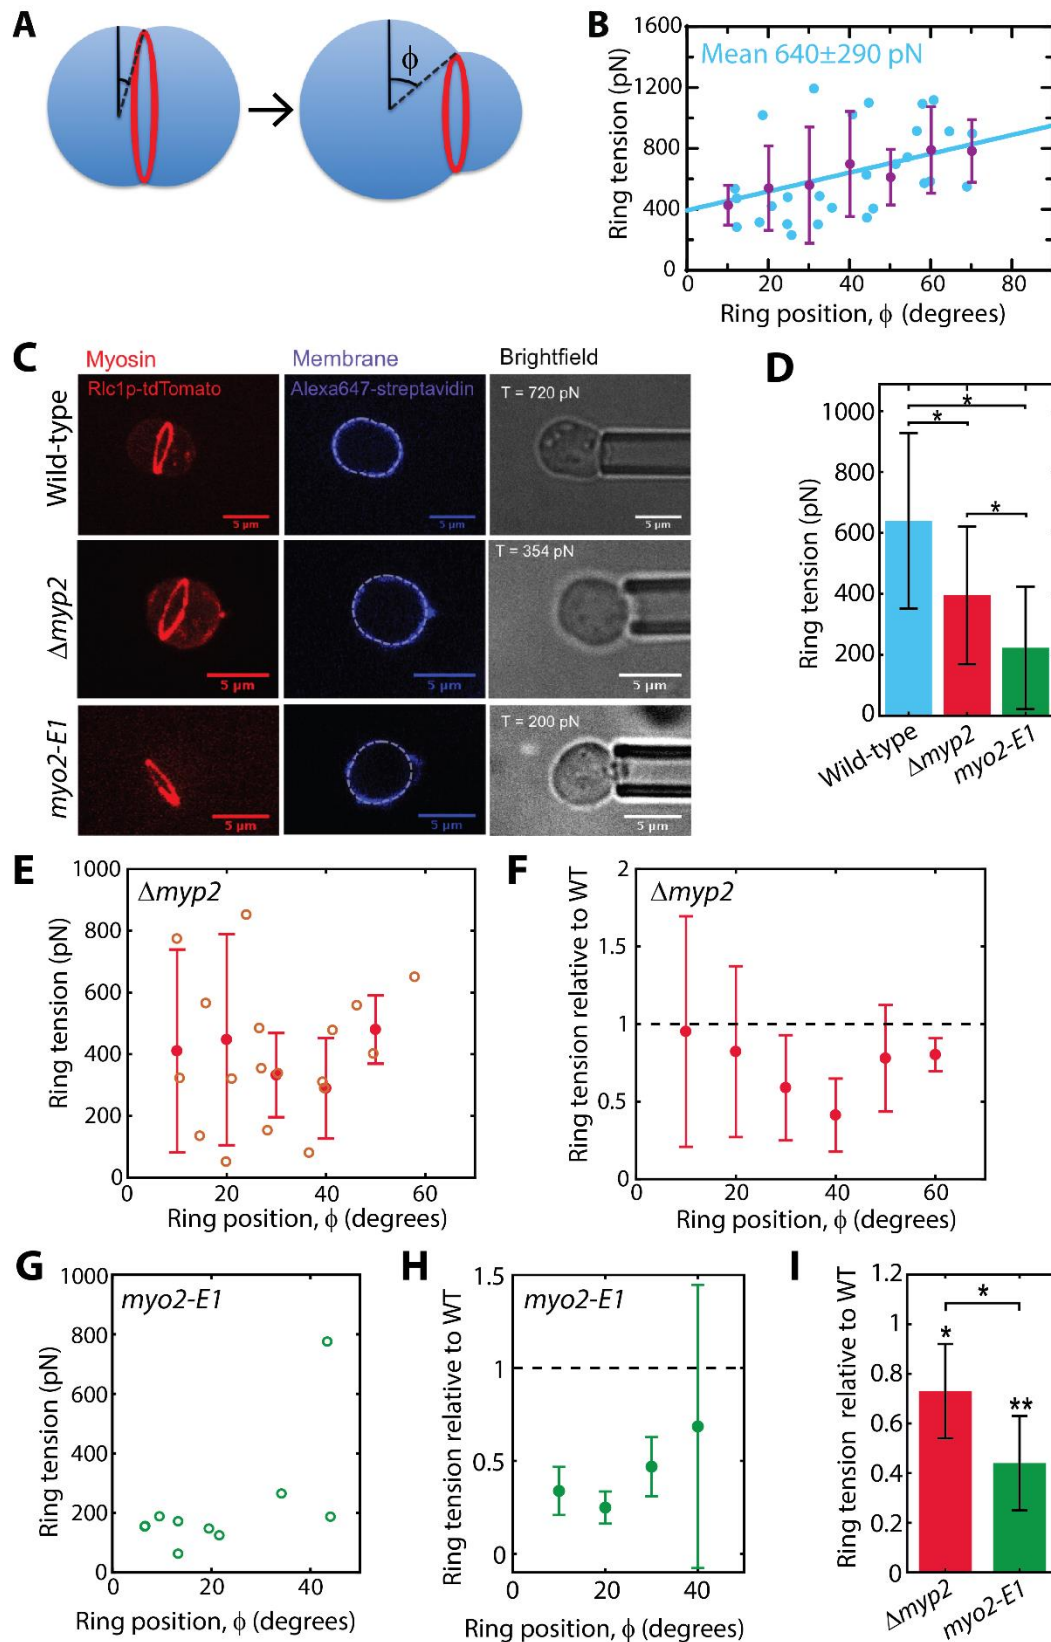 A
ϕ
B
Mean 640±290 pN
Ring tension (pN)
1600
1200
800
400
0
0 20 40 60 80
Ring position, ϕ (degrees)
C
Myosin Membrane Brightfield
Wild-type
Rlc1p-tdTomato
Alexa647-streptavidin
T = 720 pN
5 µm 5 µm 5 µm
Δmyp2
T = 354 pN
5 µm 5 µm 5 µm
myo2-E1
T = 200 pN
5 µm 5 µm 5 µm
D
Ring tension (pN)
1000
800
600
400
200
0
* *
*
Wild-type Δmyp2 myo2-E1
E
Δmyp2
Ring tension (pN)
1000
800
600
400
200
0
0 20 40 60
Ring position, ϕ (degrees)
F
Δmyp2
Ring tension relative to WT
2
1.5
1
0.5
0
0 20 40 60
Ring position, ϕ (degrees)
G
myo2-E1
Ring tension (pN)
1000
800
600
400
200
0
0 20 40
Ring position, ϕ (degrees)
H
myo2-E1
Ring tension relative to WT
1.5
1
0.5
0
0 20 40
Ring position, ϕ (degrees)
I
Ring tension relative to WT
1.2
1
0.8
0.6
0.4
0.2
0
*
*
**
Δmyp2 myo2-E1